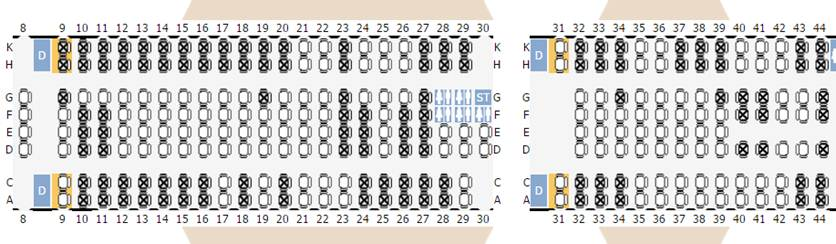 8 9 10 11 12 13 14 15 16 17 18 19 20 21 22 23 24 25 26 27 28 29 30 31 32 33 34 35 36 37 38 39 40 41 42 43 44
K D K D
H H
G ST G G
F F F
E E E
D D D
C D C D C
A A A
8 9 10 11 12 13 14 15 16 17 18 19 20 21 22 23 24 25 26 27 28 29 30 31 32 33 34 35 36 37 38 39 40 41 42 43 44